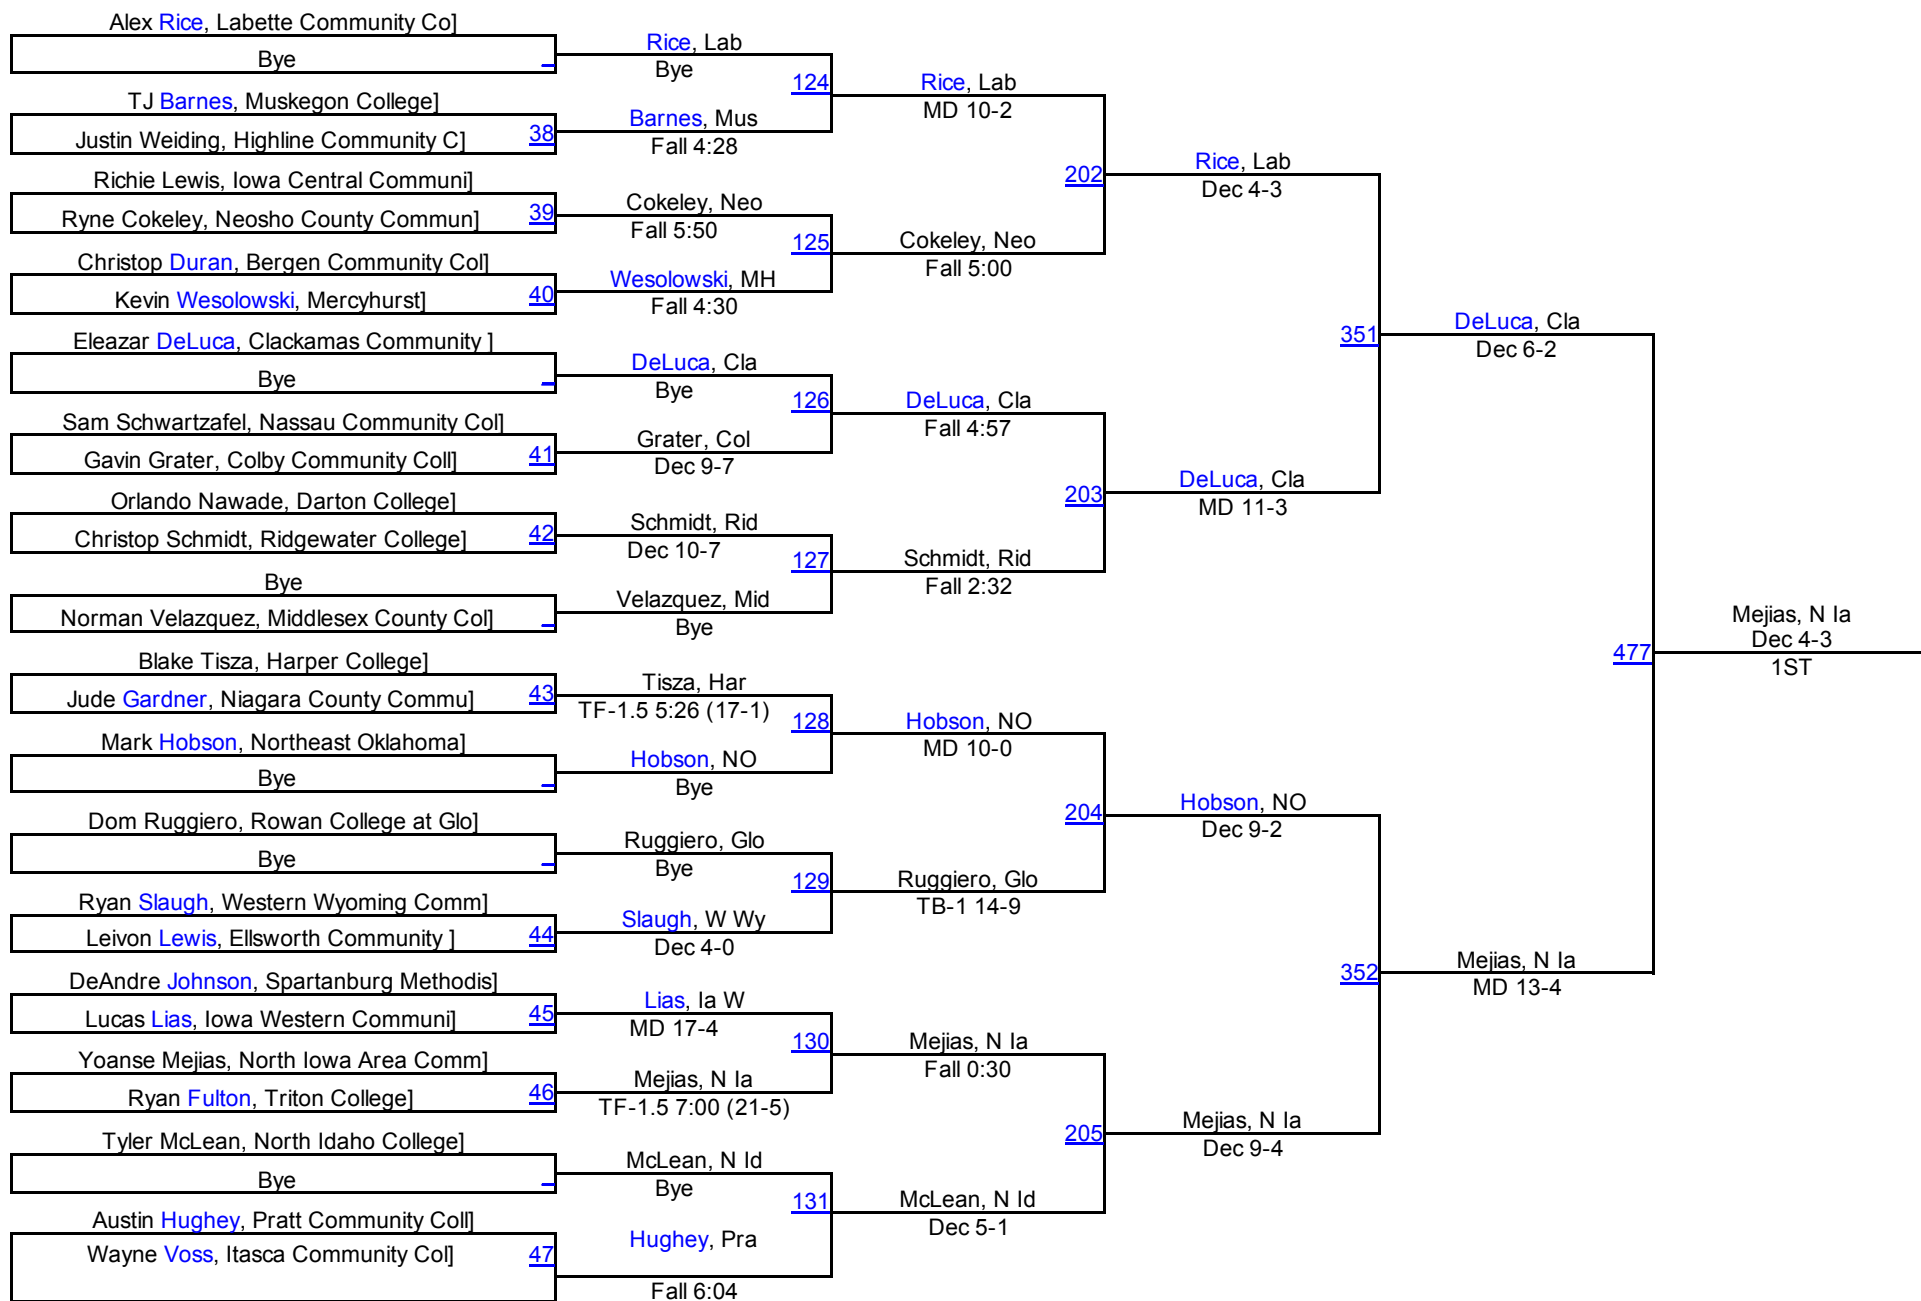 Alex Rice, Labette Community Co]
Bye
TJ Barnes, Muskegon College]
Justin Weiding, Highline Community C]
38
Richie Lewis, Iowa Central Communi]
Ryne Cokeley, Neosho County Commun]
39
Christop Duran, Bergen Community Col]
Kevin Wesolowski, Mercyhurst]
40
Eleazar DeLuca, Clackamas Community ]
Bye
Sam Schwartzafel, Nassau Community Col]
Gavin Grater, Colby Community Coll]
41
Orlando Nawade, Darton College]
Christop Schmidt, Ridgewater College]
42
Bye
Norman Velazquez, Middlesex County Col]
Blake Tisza, Harper College]
Jude Gardner, Niagara County Commu]
43
Mark Hobson, Northeast Oklahoma]
Bye
Dom Ruggiero, Rowan College at Glo]
Bye
Ryan Slaugh, Western Wyoming Comm]
Leivon Lewis, Ellsworth Community ]
44
DeAndre Johnson, Spartanburg Methodis]
Lucas Lias, Iowa Western Communi]
45
Yoanse Mejias, North Iowa Area Comm]
Ryan Fulton, Triton College]
46
Tyler McLean, North Idaho College]
Bye
Austin Hughey, Pratt Community Coll]
Wayne Voss, Itasca Community Col]
47
Rice, Lab
Bye
124
Barnes, Mus
Fall 4:28
Cokeley, Neo
Fall 5:50
125
Wesolowski, MH
Fall 4:30
DeLuca, Cla
Bye
126
Grater, Col
Dec 9-7
Schmidt, Rid
Dec 10-7
127
Velazquez, Mid
Bye
Tisza, Har
TF-1.5 5:26 (17-1)
128
Hobson, NO
Bye
Ruggiero, Glo
Bye
129
Slaugh, W Wy
Dec 4-0
Lias, Ia W
MD 17-4
130
Mejias, N Ia
TF-1.5 7:00 (21-5)
McLean, N Id
Bye
131
Hughey, Pra
Fall 6:04
Rice, Lab
MD 10-2
202
Cokeley, Neo
Fall 5:00
DeLuca, Cla
Fall 4:57
203
Schmidt, Rid
Fall 2:32
Hobson, NO
MD 10-0
204
Ruggiero, Glo
TB-1 14-9
Mejias, N Ia
Fall 0:30
205
McLean, N Id
Dec 5-1
Rice, Lab
Dec 4-3
351
DeLuca, Cla
MD 11-3
Hobson, NO
Dec 9-2
352
Mejias, N Ia
Dec 9-4
DeLuca, Cla
Dec 6-2
477
Mejias, N Ia
MD 13-4
Mejias, N Ia
Dec 4-3
1ST